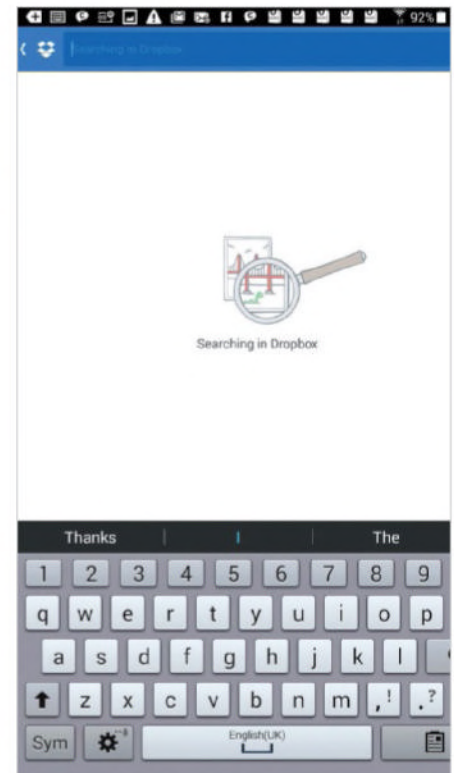 92%
Searching in Dropbox
Searching in Dropbox
Thanks I The
1 2 3 4 5 6 7 8 9
q w e r t y u i o p
a s d f g h j k l
z x c v b n m , ! . ?
Sym English(UK)